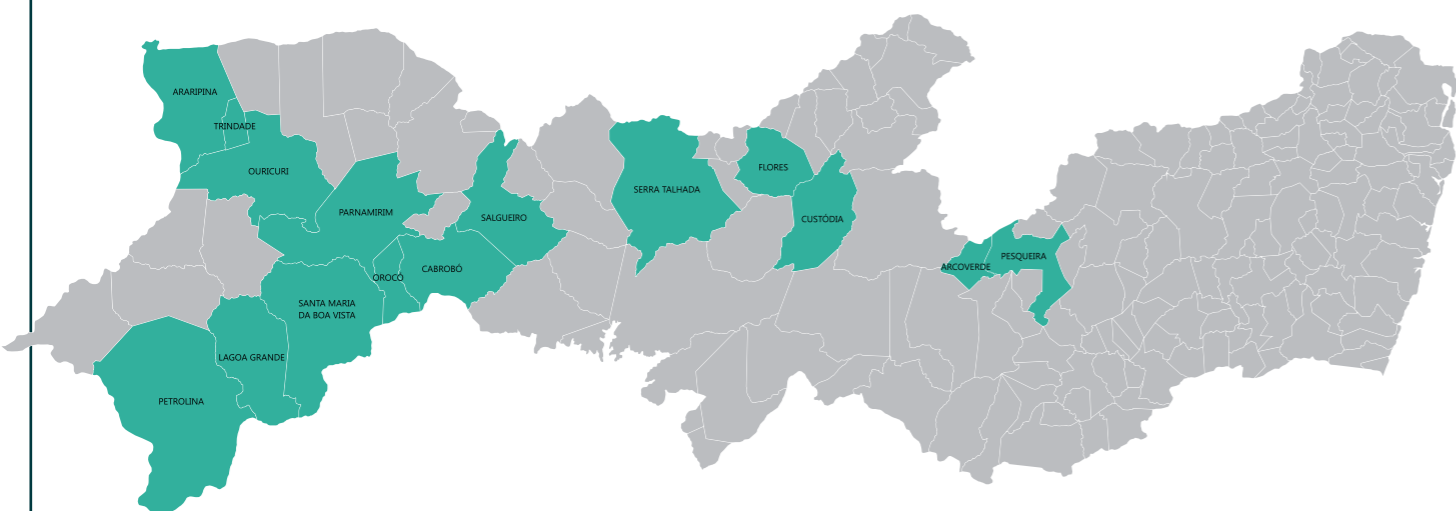 ARARIPINA
TRINDADE
OURICURI
PARNAMIRIM
SALGUEIRO
SERRA TALHADA
FLORES
CUSTÓDIA
ARCOVERDE
PESQUEIRA
OROCÓ
CABROBÓ
SANTA MARIA
DA BOA VISTA
LAGOA GRANDE
PETROLINA